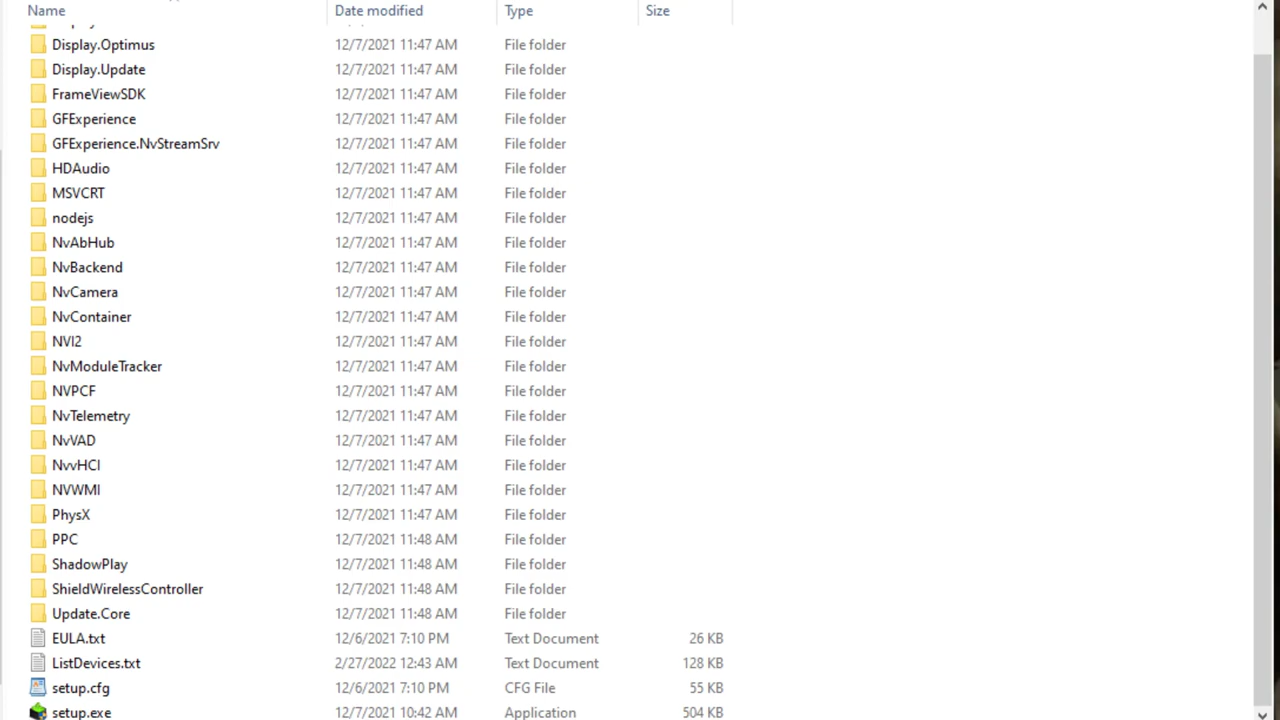 Name Date modified Type Size
Display.Optimus 12/7/2021 11:47 AM File folder
Display.Update 12/7/2021 11:47 AM File folder
FrameViewSDK 12/7/2021 11:47 AM File folder
GFExperience 12/7/2021 11:47 AM File folder
GFExperience.NvStreamSrv 12/7/2021 11:47 AM File folder
HDAudio 12/7/2021 11:47 AM File folder
MSVCRT 12/7/2021 11:47 AM File folder
nodejs 12/7/2021 11:47 AM File folder
NvAbHub 12/7/2021 11:47 AM File folder
NvBackend 12/7/2021 11:47 AM File folder
NvCamera 12/7/2021 11:47 AM File folder
NvContainer 12/7/2021 11:47 AM File folder
NVI2 12/7/2021 11:47 AM File folder
NvModuleTracker 12/7/2021 11:47 AM File folder
NVPCF 12/7/2021 11:47 AM File folder
NvTelemetry 12/7/2021 11:47 AM File folder
NvVAD 12/7/2021 11:47 AM File folder
NvvHCI 12/7/2021 11:47 AM File folder
NVWMI 12/7/2021 11:47 AM File folder
PhysX 12/7/2021 11:47 AM File folder
PPC 12/7/2021 11:48 AM File folder
ShadowPlay 12/7/2021 11:48 AM File folder
ShieldWirelessController 12/7/2021 11:48 AM File folder
Update.Core 12/7/2021 11:48 AM File folder
EULA.txt 12/6/2021 7:10 PM Text Document 26 KB
ListDevices.txt 2/27/2022 12:43 AM Text Document 128 KB
setup.cfg 12/6/2021 7:10 PM CFG File 55 KB
setup.exe 12/7/2021 10:42 AM Application 504 KB